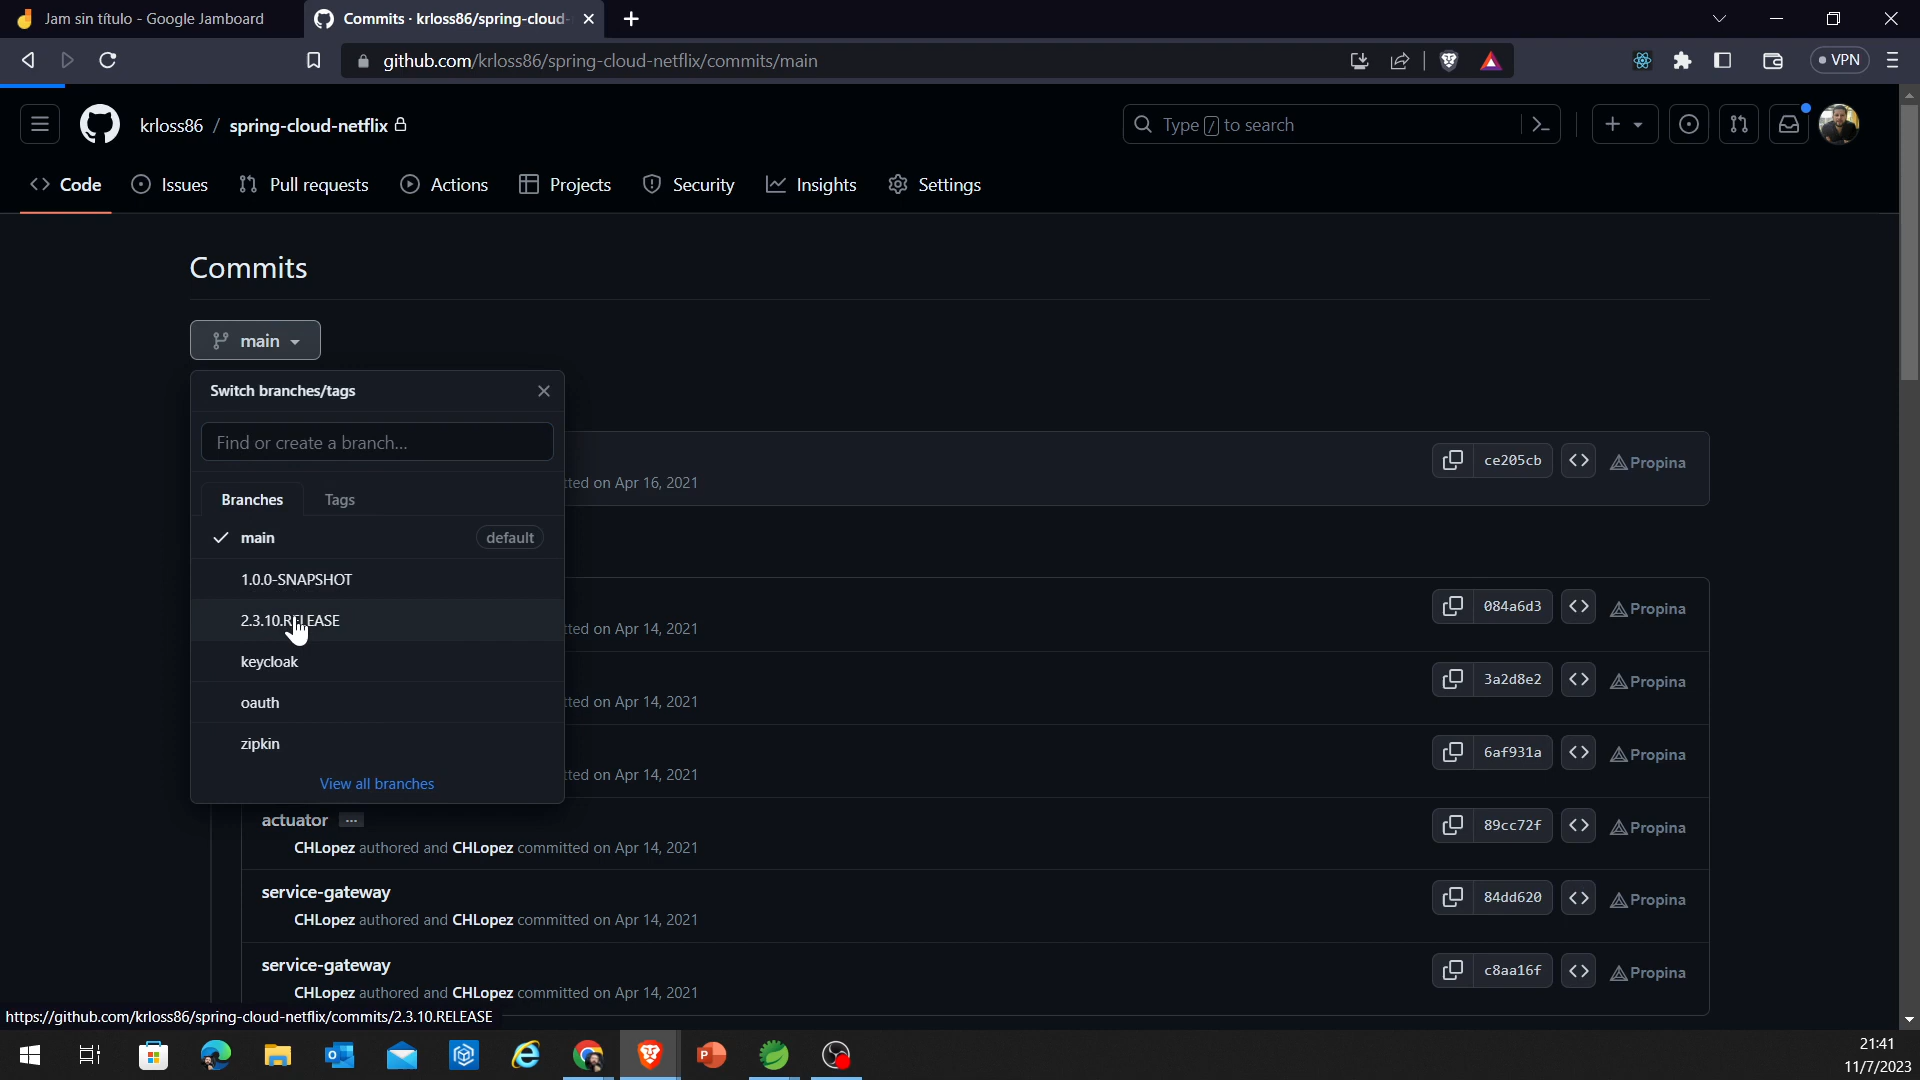 Jam sin título - Google Jamboard
Commits · krloss86/spring-cloud-
github.com/krloss86/spring-cloud-netflix/commits/main
VPN
krloss86 / spring-cloud-netflix
Type / to search
Code
Issues
Pull requests
Actions
Projects
Security
Insights
Settings
Commits
main
Switch branches/tags
Find or create a branch...
Branches
Tags
main
default
1.0.0-SNAPSHOT
2.3.10.RELEASE
keycloak
oauth
zipkin
View all branches
tted on Apr 16, 2021
ce205cb
Propina
tted on Apr 14, 2021
084a6d3
Propina
tted on Apr 14, 2021
3a2d8e2
Propina
tted on Apr 14, 2021
6af931a
Propina
actuator ...
CHLopez authored and CHLopez committed on Apr 14, 2021
89cc72f
Propina
service-gateway
CHLopez authored and CHLopez committed on Apr 14, 2021
84dd620
Propina
service-gateway
CHLopez authored and CHLopez committed on Apr 14, 2021
c8aa16f
Propina
https://github.com/krloss86/spring-cloud-netflix/commits/2.3.10.RELEASE
21:41
11/7/2023